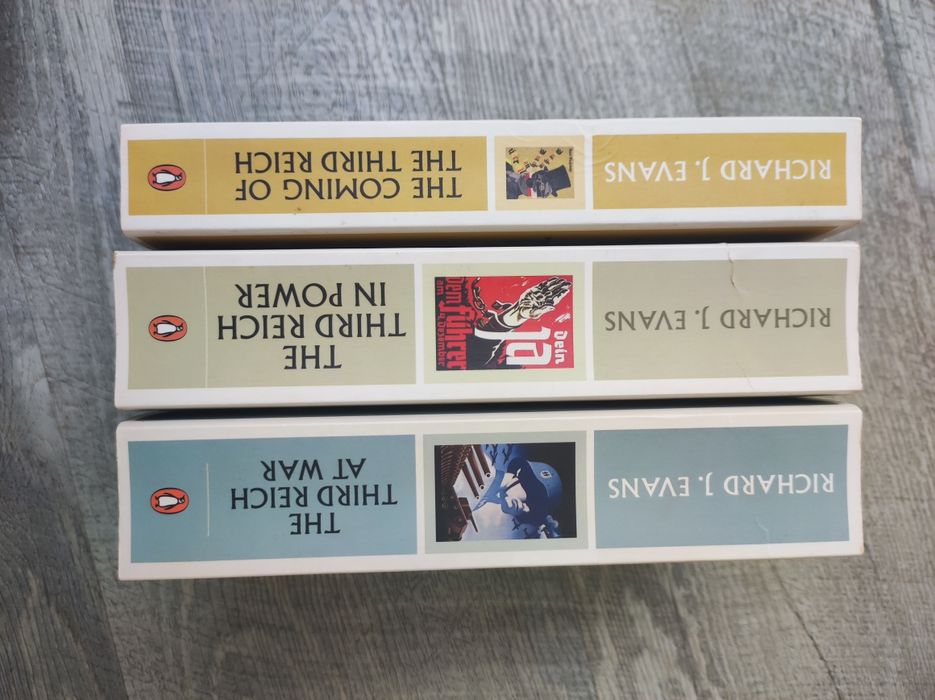 RICHARD J. EVANS
THE COMING OF
THE THIRD REICH
RICHARD J. EVANS
Dein
Ja
Dem Führer
am 4. Dezember
THE
THIRD REICH
IN POWER
RICHARD J. EVANS
THE
THIRD REICH
AT WAR